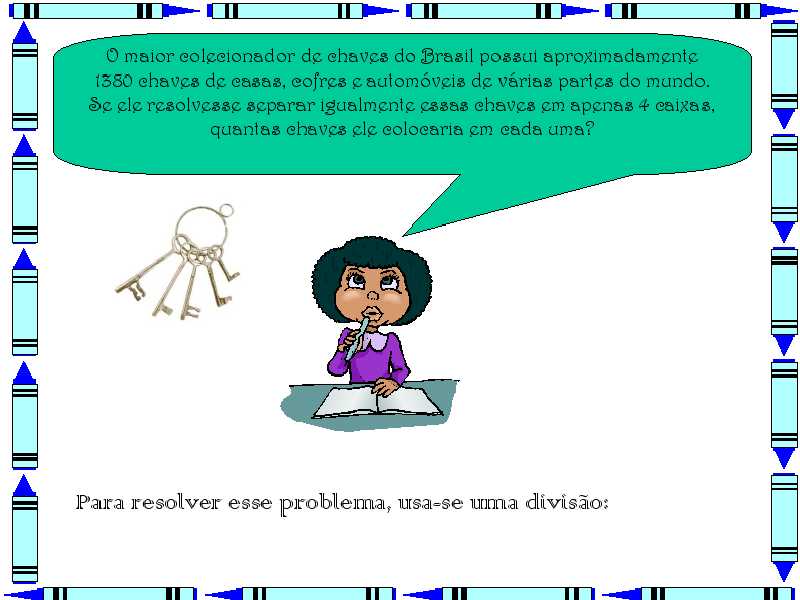 O maior colecionador de chaves do Brasil possui aproximadamente
1380 chaves de casas, cofres e automóveis de várias partes do mundo.
Se ele resolvesse separar igualmente essas chaves em apenas 4 caixas,
quantas chaves ele colocaria em cada uma?
Para resolver esse problema, usa-se uma divisão: